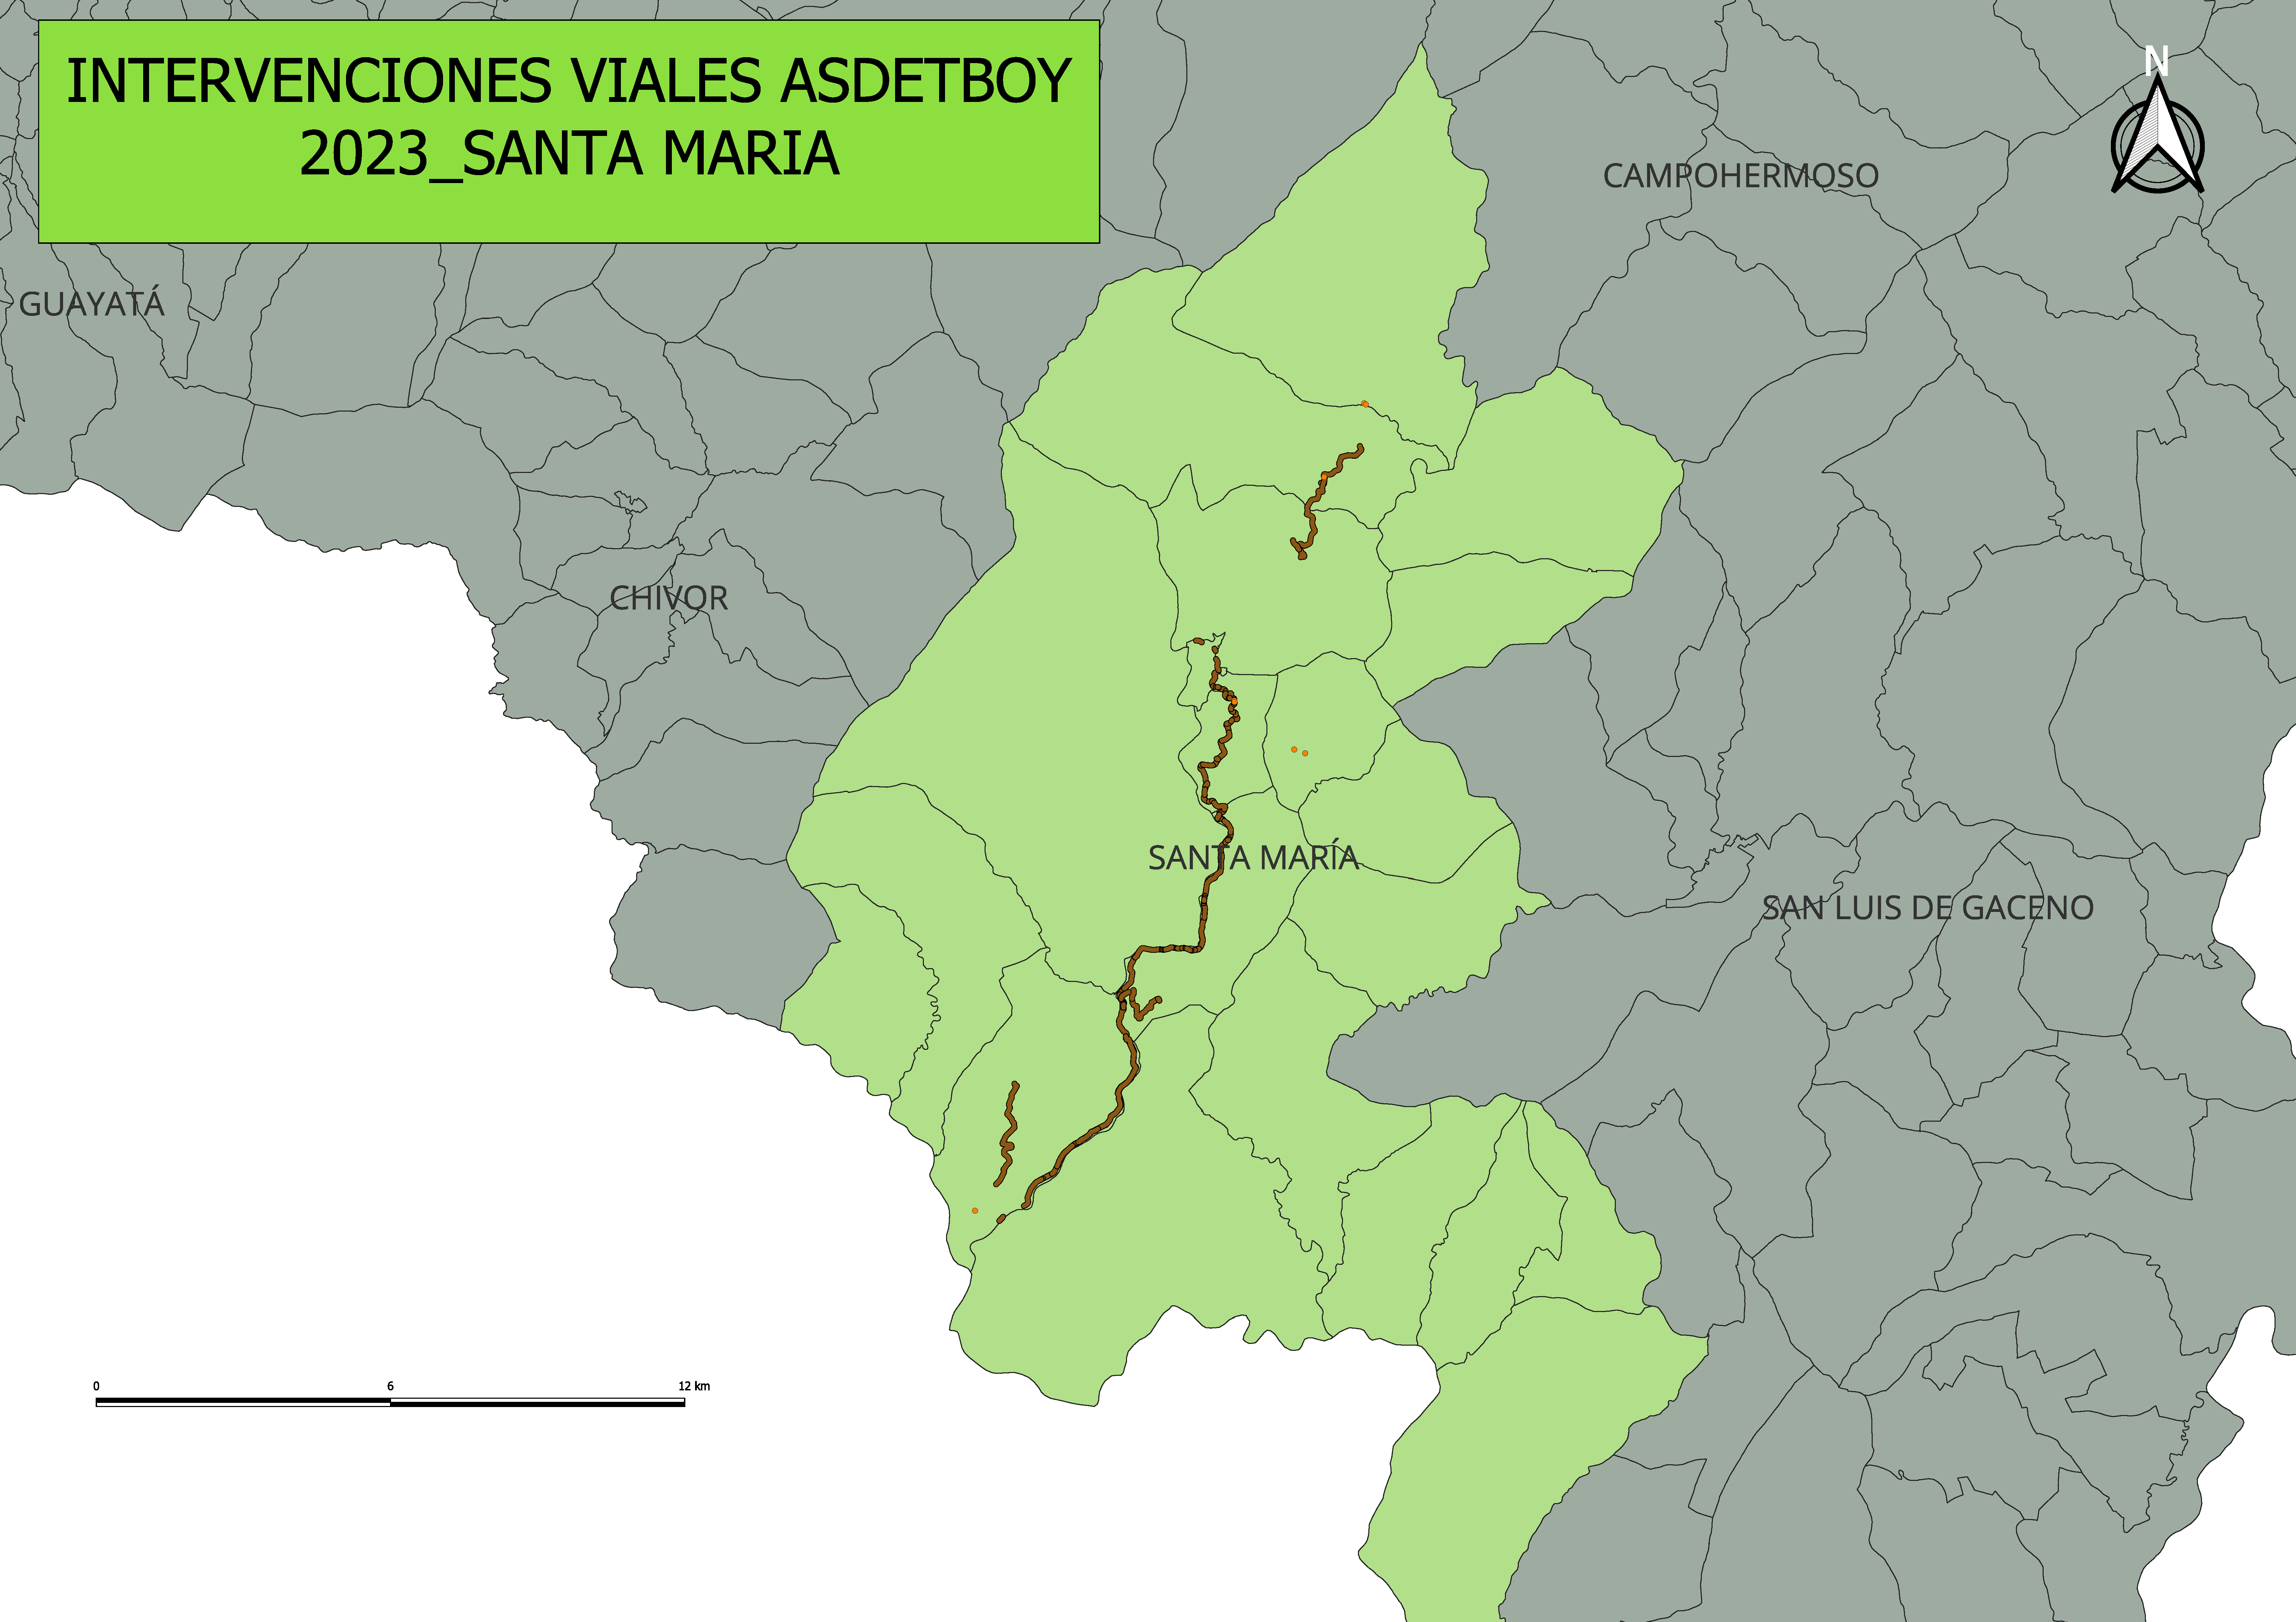 INTERVENCIONES VIALES ASDETBOY
2023_SANTA MARIA
N
CAMPOHERMOSO
GUAYATÁ
CHIVOR
SANTA MARÍA
SAN LUIS DE GACENO
0 6 12 km